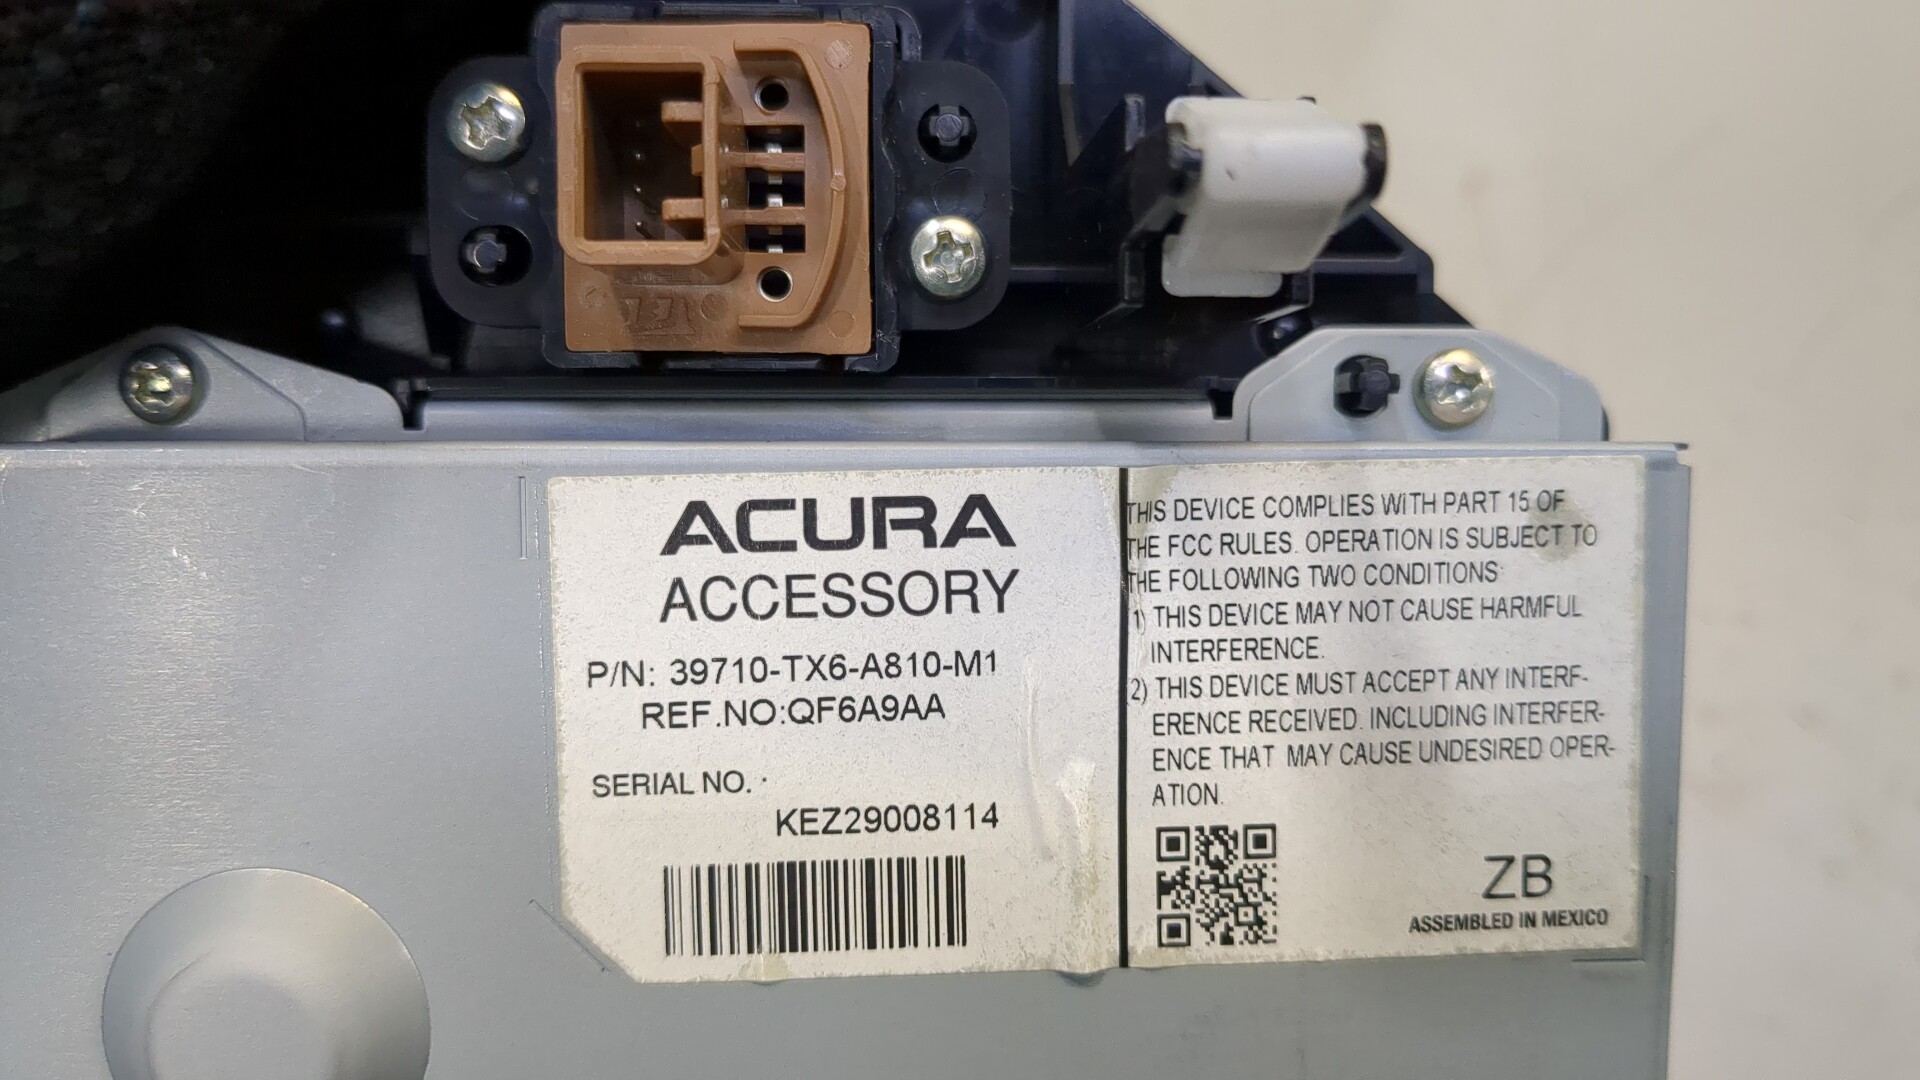 ACURA
ACCESSORY
P/N: 39710-TX6-A810-M1
REF.NO:QF6A9AA
SERIAL NO.
KEZ29008114
THIS DEVICE COMPLIES WITH PART 15 OF
THE FCC RULES. OPERATION IS SUBJECT TO
THE FOLLOWING TWO CONDITIONS:
1) THIS DEVICE MAY NOT CAUSE HARMFUL
INTERFERENCE.
2) THIS DEVICE MUST ACCEPT ANY INTERF-
ERENCE RECEIVED. INCLUDING INTERFER-
ENCE THAT MAY CAUSE UNDESIRED OPER-
ATION.
ZB
ASSEMBLED IN MEXICO